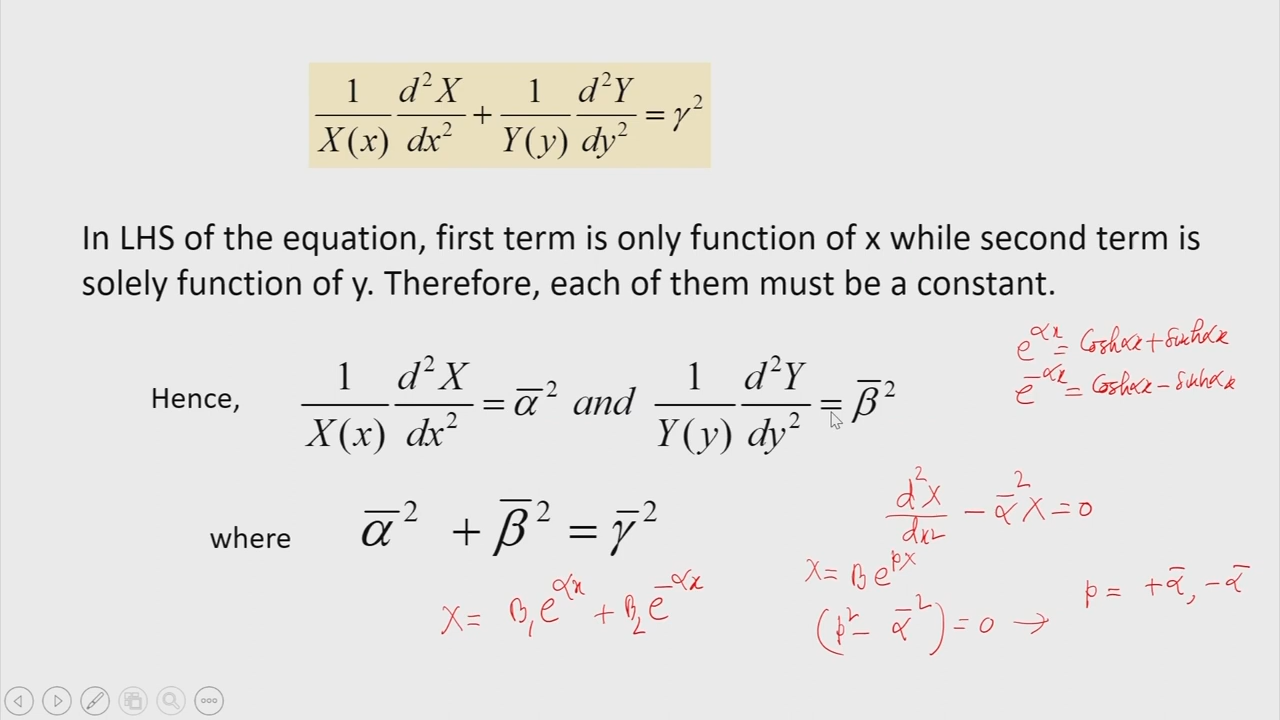 1/X(x) d²X/dx² + 1/Y(y) d²Y/dy² = γ²
In LHS of the equation, first term is only function of x while second term is
solely function of y. Therefore, each of them must be a constant.
e^αx = Coshαx + Sinhαx
e^-αx = Coshαx - Sinhαx
Hence, 1/X(x) d²X/dx² = ᾱ² and 1/Y(y) d²Y/dy² = β̄²
where ᾱ² + β̄² = γ̄²
d²X/dx² - ᾱ²X = 0
X = B e^px
(p² - ᾱ²) = 0 → p = +ᾱ, -ᾱ
X = B₁e^αx + B₂e^-αx